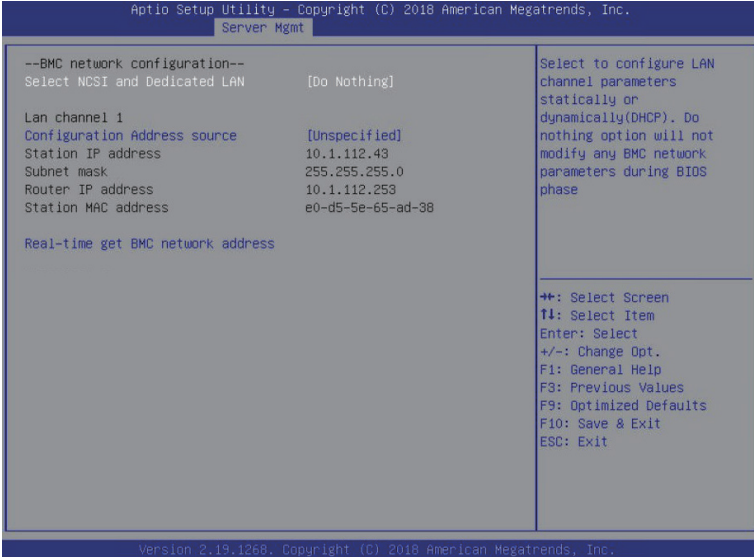 Aptio Setup Utility - Copyright (C) 2018 American Megatrends, Inc.
Server Mgmt
--BMC network configuration--
Select NCSI and Dedicated LAN [Do Nothing]
Lan channel 1
Configuration Address source [Unspecified]
Station IP address 10.1.112.43
Subnet mask 255.255.255.0
Router IP address 10.1.112.253
Station MAC address e0-d5-5e-65-ad-38
Real-time get BMC network address
Select to configure LAN
channel parameters
statically or
dynamically(DHCP). Do
nothing option will not
modify any BMC network
parameters during BIOS
phase
→←: Select Screen
↑↓: Select Item
Enter: Select
+/-: Change Opt.
F1: General Help
F3: Previous Values
F9: Optimized Defaults
F10: Save & Exit
ESC: Exit
Version 2.19.1268. Copyright (C) 2018 American Megatrends, Inc.